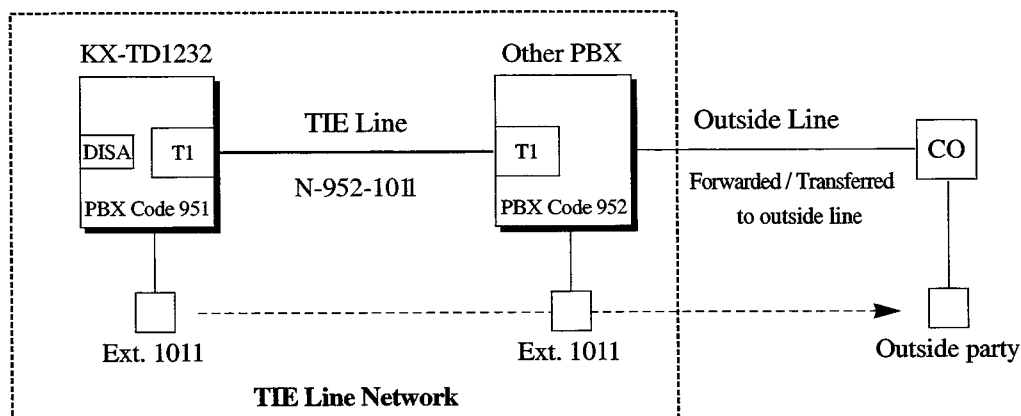 KX-TD1232
Other PBX
DISA
T1
TIE Line
T1
Outside Line
CO
N-952-1011
Forwarded / Transferred
to outside line
PBX Code 951
PBX Code 952
Ext. 1011
Ext. 1011
Outside party
TIE Line Network